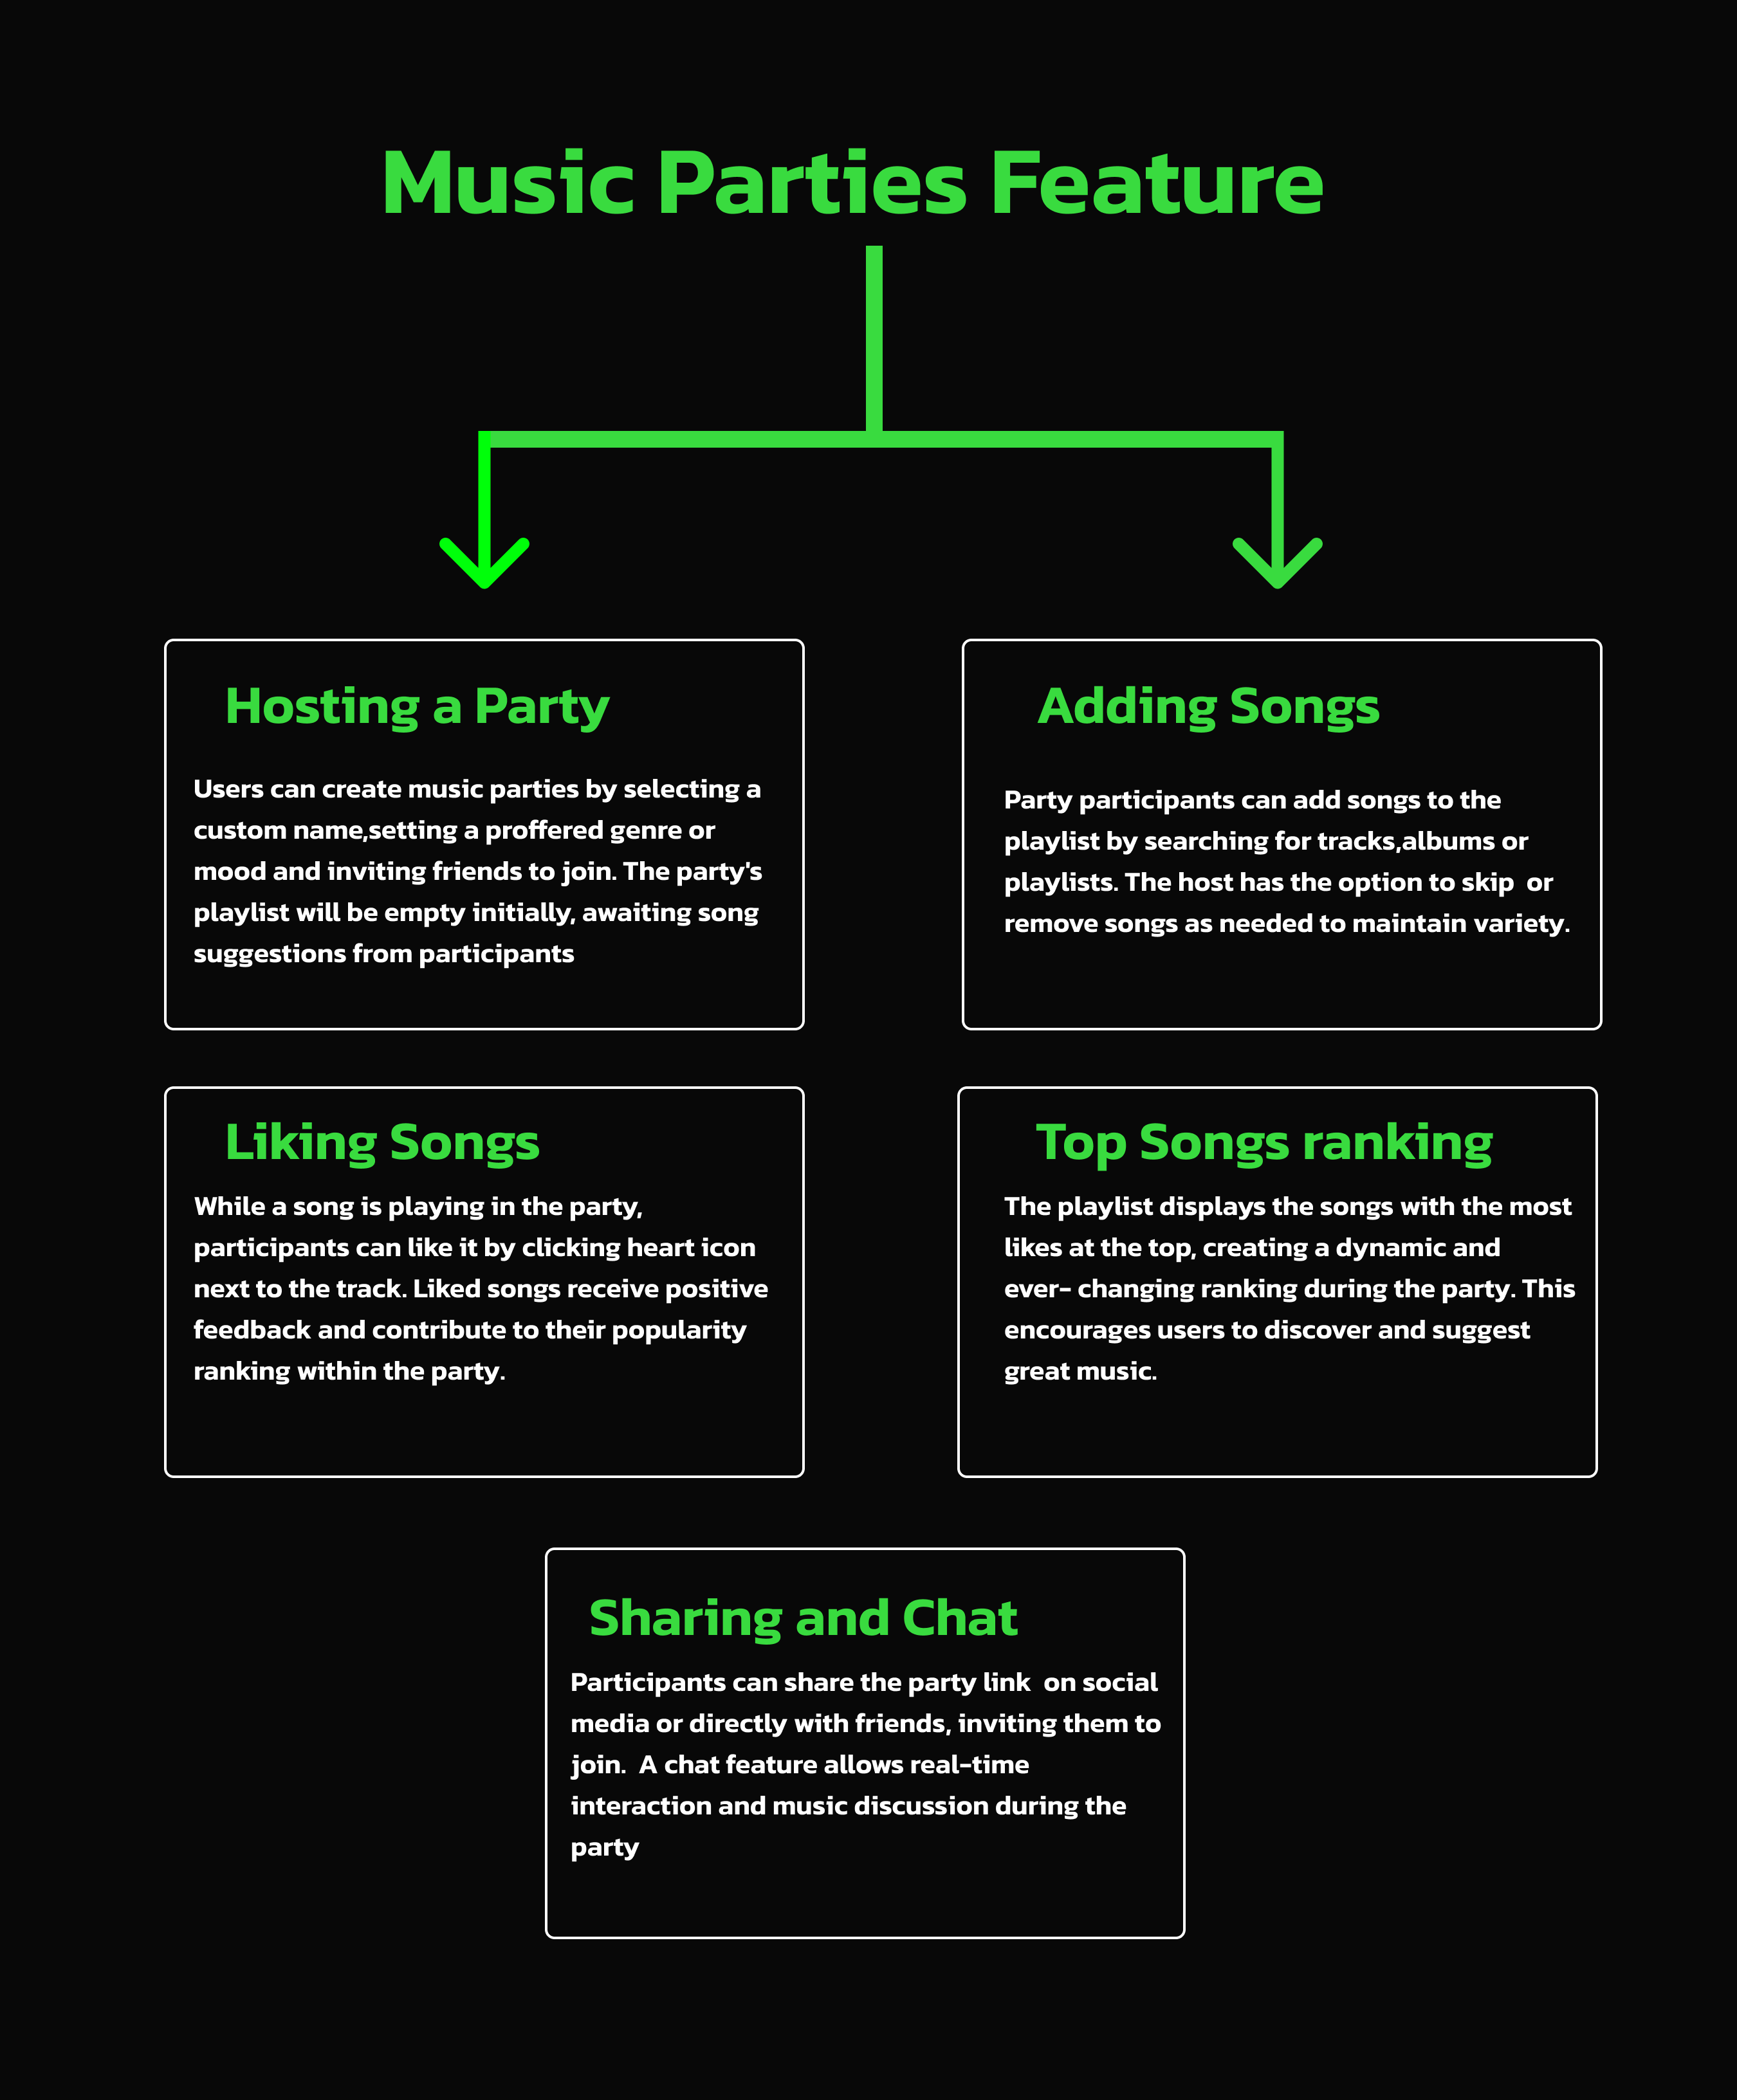 Music Parties Feature
Hosting a Party
Users can create music parties by selecting a
custom name,setting a proffered genre or
mood and inviting friends to join. The party's
playlist will be empty initially, awaiting song
suggestions from participants
Adding Songs
Party participants can add songs to the
playlist by searching for tracks,albums or
playlists. The host has the option to skip  or
remove songs as needed to maintain variety.
Liking Songs
While a song is playing in the party,
participants can like it by clicking heart icon
next to the track. Liked songs receive positive
feedback and contribute to their popularity
ranking within the party.
Top Songs ranking
The playlist displays the songs with the most
likes at the top, creating a dynamic and
ever- changing ranking during the party. This
encourages users to discover and suggest
great music.
Sharing and Chat
Participants can share the party link  on social
media or directly with friends, inviting them to
join.  A chat feature allows real-time
interaction and music discussion during the
party